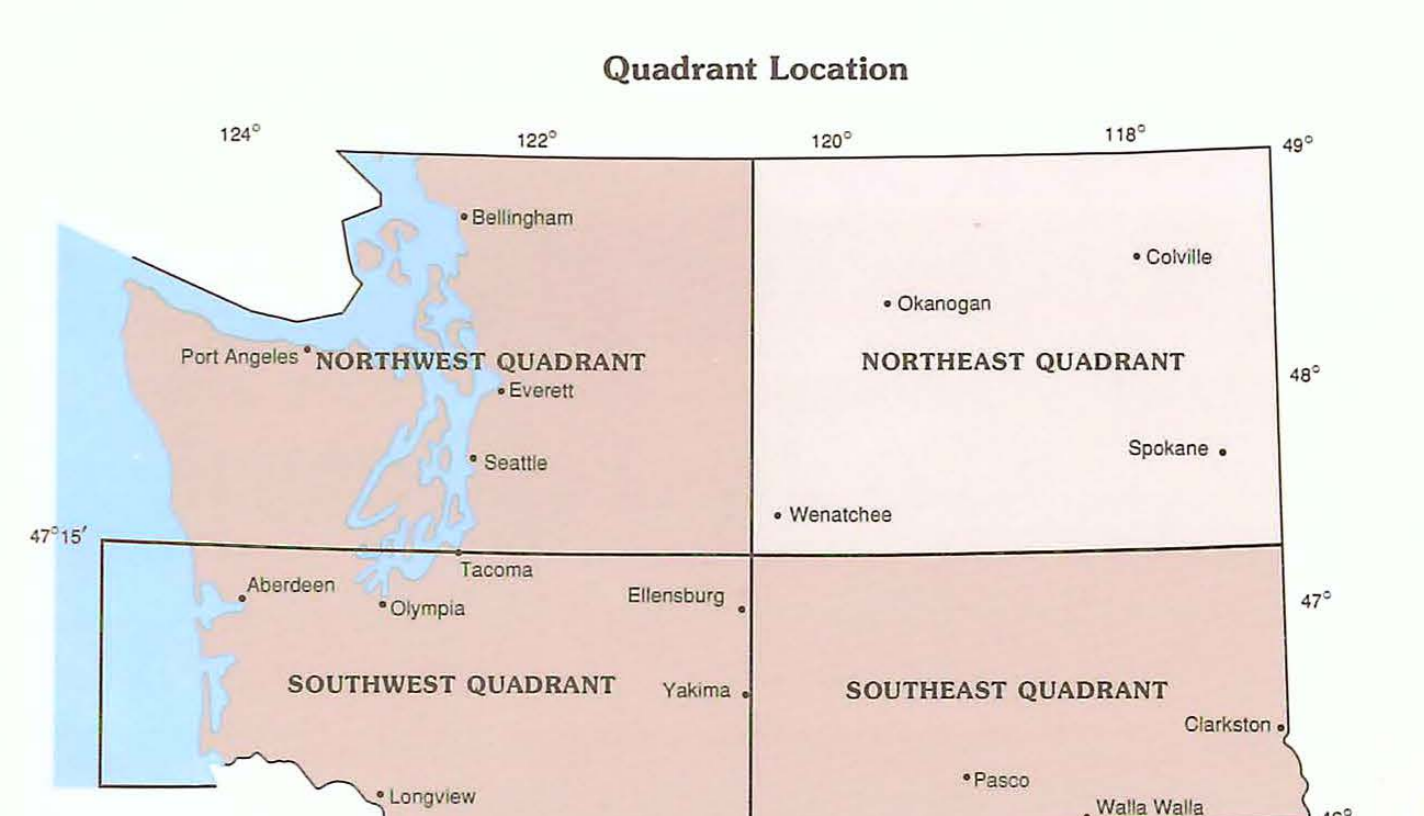 Quadrant Location
124° 122° 120° 118° 49°
Bellingham
Colville
Okanogan
Port Angeles NORTHWEST QUADRANT NORTHEAST QUADRANT
48°
Everett
Spokane
Seattle
Wenatchee
47°15′
Tacoma
Aberdeen
Ellensburg
47°
Olympia
SOUTHWEST QUADRANT Yakima SOUTHEAST QUADRANT
Clarkston
Pasco
Longview
Walla Walla